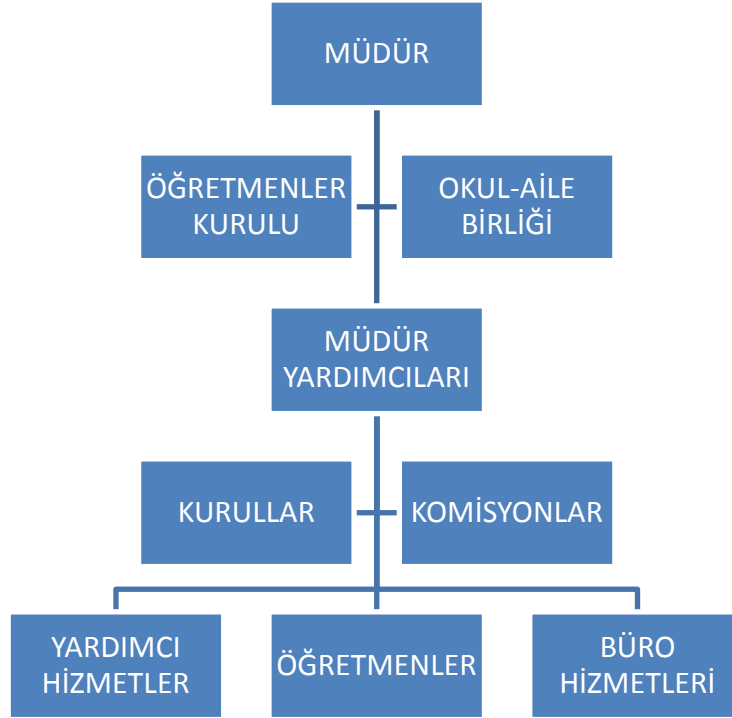 MÜDÜR
ÖĞRETMENLER
KURULU
OKUL-AİLE
BİRLİĞİ
MÜDÜR
YARDIMCILARI
KURULLAR
KOMİSYONLAR
YARDIMCI
HİZMETLER
ÖĞRETMENLER
BÜRO
HİZMETLERİ